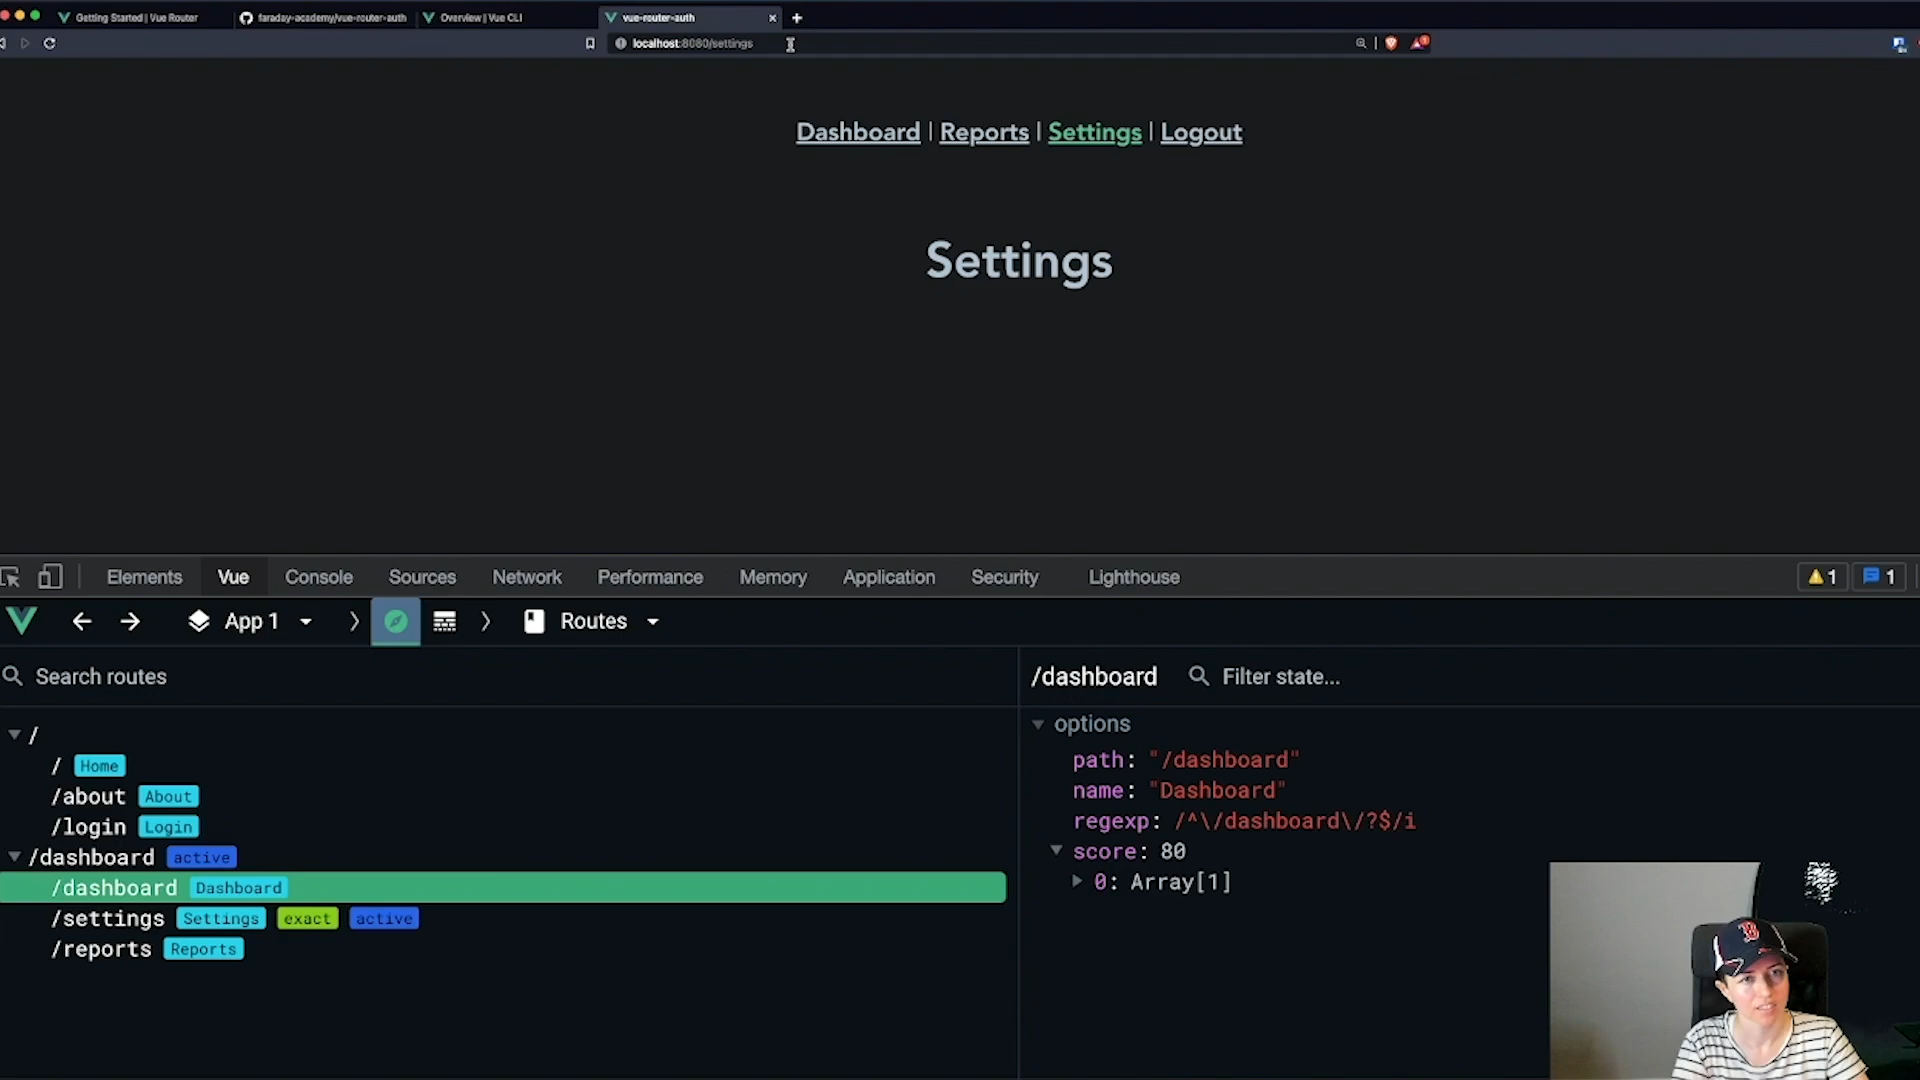 Getting Started | Vue Router
faraday-academy/vue-router-auth
Overview | Vue CLI
vue-router-auth
localhost:8080/settings
1
Dashboard | Reports | Settings | Logout
Settings
Elements Vue Console Sources Network Performance Memory Application Security Lighthouse 1 1
App 1 Routes
Search routes
/
/ Home
/about About
/login Login
/dashboard active
/dashboard Dashboard
/settings Settings exact active
/reports Reports
/dashboard Filter state...
options
path: "/dashboard"
name: "Dashboard"
regexp: /^\/dashboard\/?$/i
score: 80
0: Array[1]
B